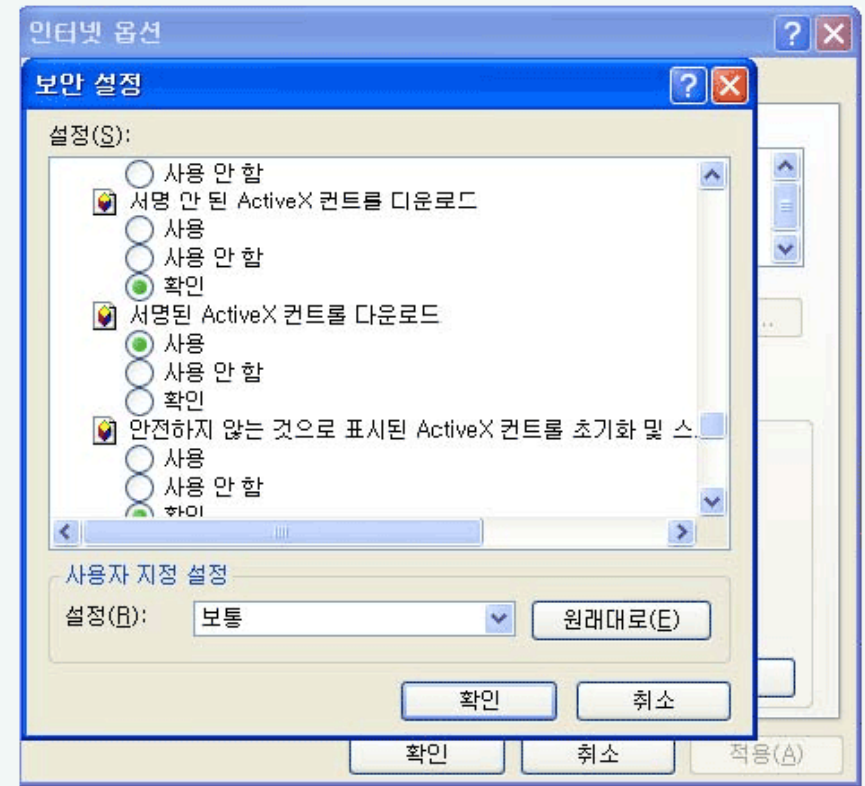 인터넷 옵션
보안 설정
설정(S):
사용 안 함
서명 안 된 ActiveX 컨트롤 다운로드
사용
사용 안 함
확인
서명된 ActiveX 컨트롤 다운로드
사용
사용 안 함
확인
안전하지 않는 것으로 표시된 ActiveX 컨트롤 초기화 및 스
사용
사용 안 함
확인
사용자 지정 설정
설정(R):
보통
원래대로(E)
확인 취소
확인 취소 적용(A)